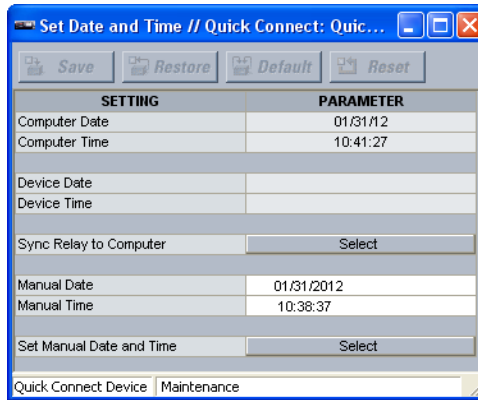 Set Date and Time // Quick Connect: Quic...
Save Restore Default Reset
SETTING PARAMETER
Computer Date 01/31/12
Computer Time 10:41:27
Device Date
Device Time
Sync Relay to Computer Select
Manual Date 01/31/2012
Manual Time 10:38:37
Set Manual Date and Time Select
Quick Connect Device Maintenance